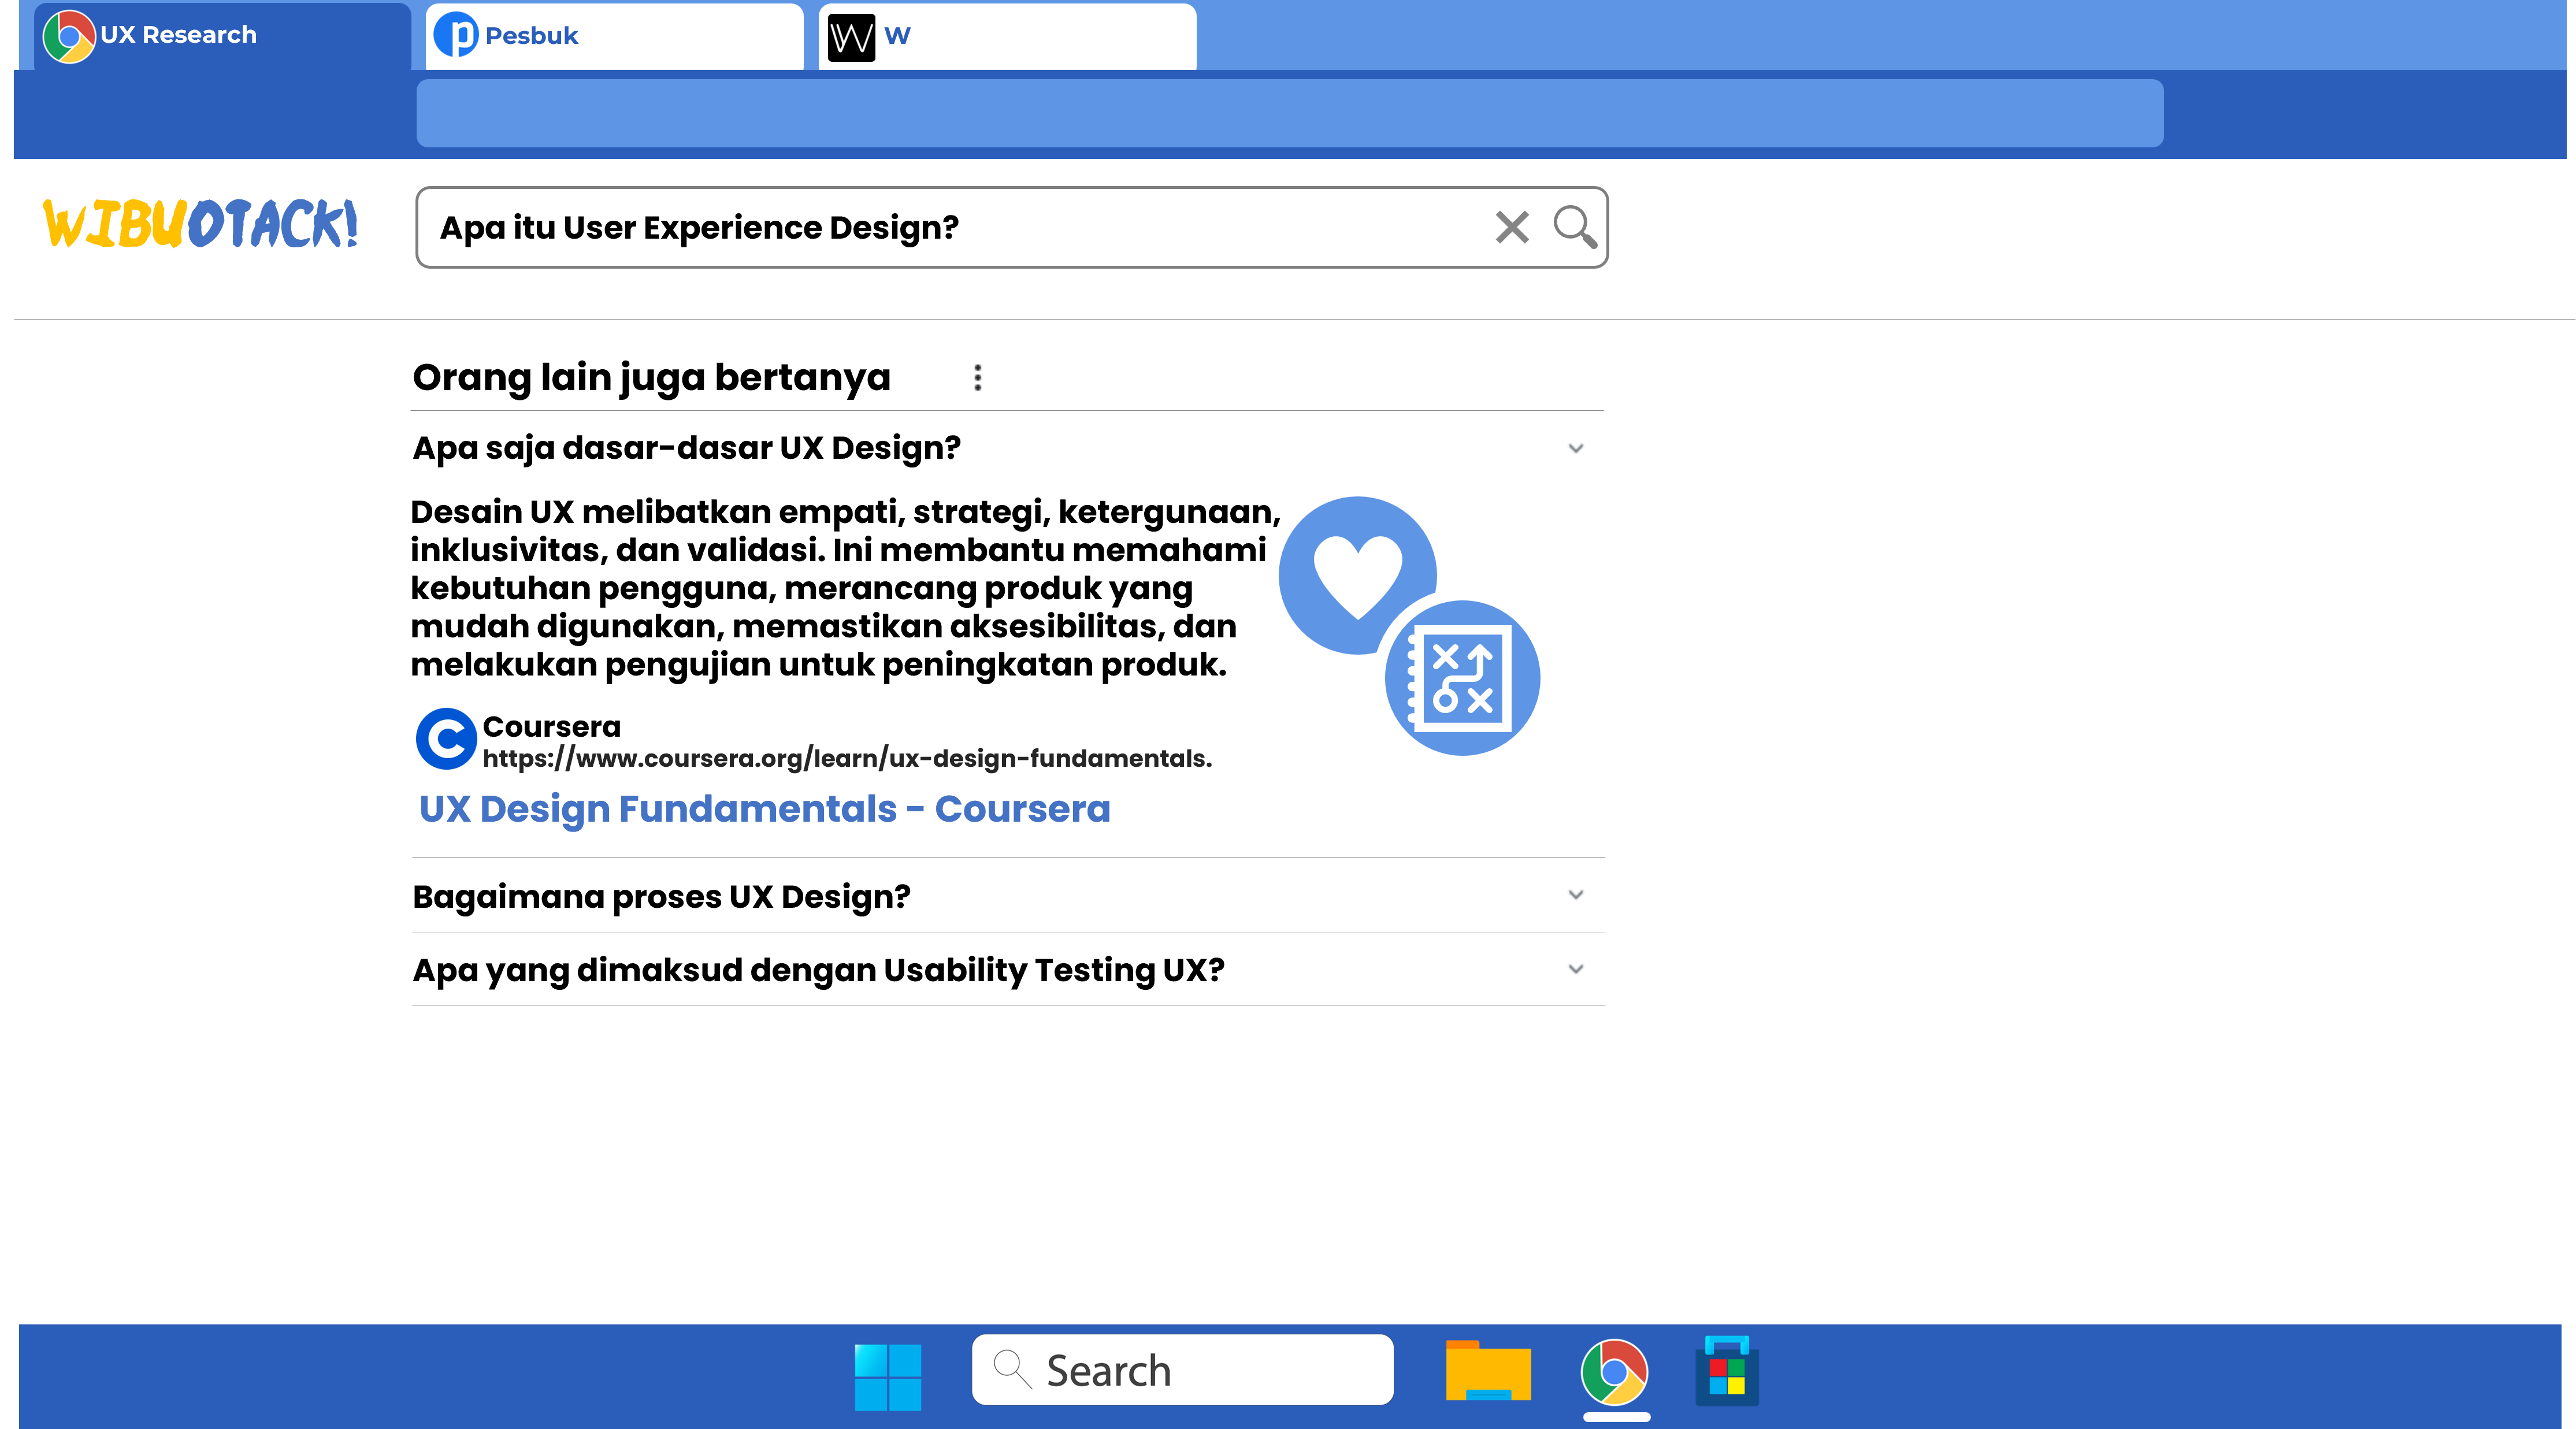 UX Research
Pesbuk
W
WIBUOTACK!
Apa itu User Experience Design?
Orang lain juga bertanya
Apa saja dasar-dasar UX Design?
Desain UX melibatkan empati, strategi, ketergunaan,
inklusivitas, dan validasi. Ini membantu memahami
kebutuhan pengguna, merancang produk yang
mudah digunakan, memastikan aksesibilitas, dan
melakukan pengujian untuk peningkatan produk.
Coursera
https://www.coursera.org/learn/ux-design-fundamentals.
UX Design Fundamentals - Coursera
Bagaimana proses UX Design?
Apa yang dimaksud dengan Usability Testing UX?
Search